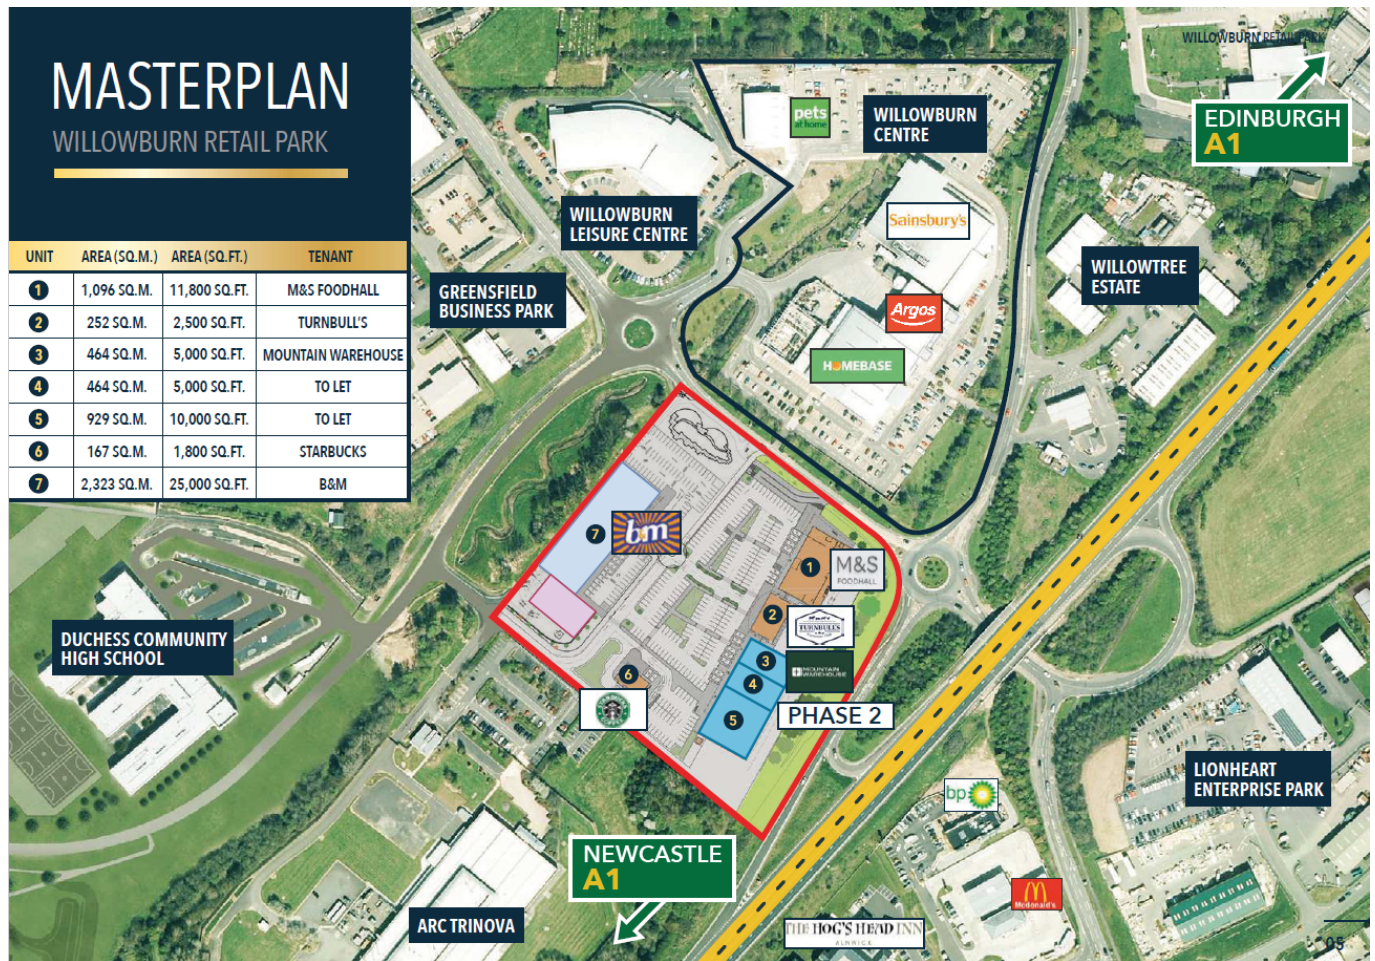 MASTERPLAN
WILLOWBURN RETAIL PARK
UNIT AREA (SQ.M.) AREA (SQ.FT.) TENANT
1 1,096 SQ.M. 11,800 SQ.FT. M&S FOODHALL
2 252 SQ.M. 2,500 SQ.FT. TURNBULL'S
3 464 SQ.M. 5,000 SQ.FT. MOUNTAIN WAREHOUSE
4 464 SQ.M. 5,000 SQ.FT. TO LET
5 929 SQ.M. 10,000 SQ.FT. TO LET
6 167 SQ.M. 1,800 SQ.FT. STARBUCKS
7 2,323 SQ.M. 25,000 SQ.FT. B&M
WILLOWBURN RETAIL PARK
EDINBURGH
A1
pets
at home
WILLOWBURN
CENTRE
WILLOWBURN
LEISURE CENTRE
Sainsbury's
WILLOWTREE
ESTATE
GREENSFIELD
BUSINESS PARK
Argos
HOMEBASE
7
bm
1
M&S
FOODHALL
2
TURNBULL'S
3
MOUNTAIN
WAREHOUSE
4
5
6
PHASE 2
DUCHESS COMMUNITY
HIGH SCHOOL
LIONHEART
ENTERPRISE PARK
bp
NEWCASTLE
A1
McDonald's
ARC TRINOVA
THE HOG'S HEAD INN
ALNWICK
05